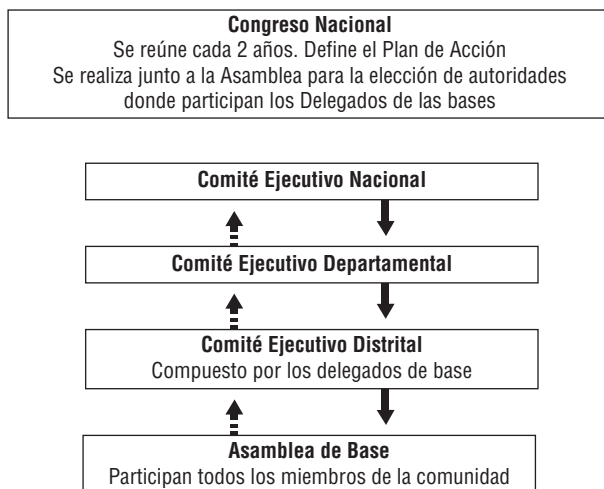 Congreso Nacional
Se reúne cada 2 años. Define el Plan de Acción
Se realiza junto a la Asamblea para la elección de autoridades
donde participan los Delegados de las bases
Comité Ejecutivo Nacional
Comité Ejecutivo Departamental
Comité Ejecutivo Distrital
Compuesto por los delegados de base
Asamblea de Base
Participan todos los miembros de la comunidad